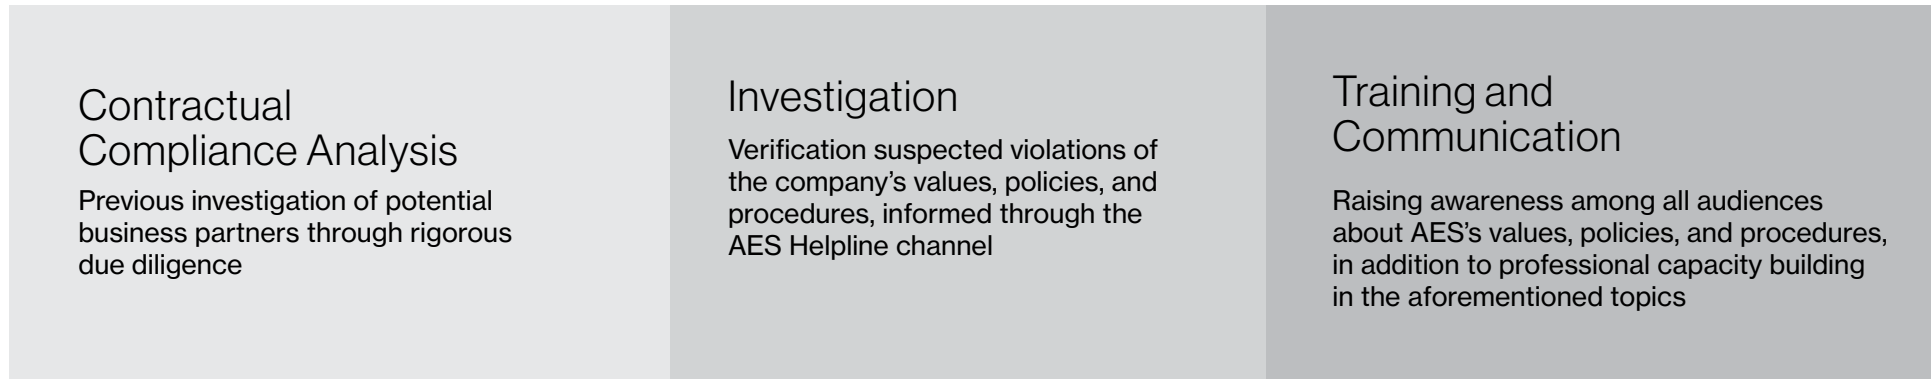 Contractual
Compliance Analysis
Previous investigation of potential
business partners through rigorous
due diligence
Investigation
Verification suspected violations of
the company's values, policies, and
procedures, informed through the
AES Helpline channel
Training and
Communication
Raising awareness among all audiences
about AES's values, policies, and procedures,
in addition to professional capacity building
in the aforementioned topics